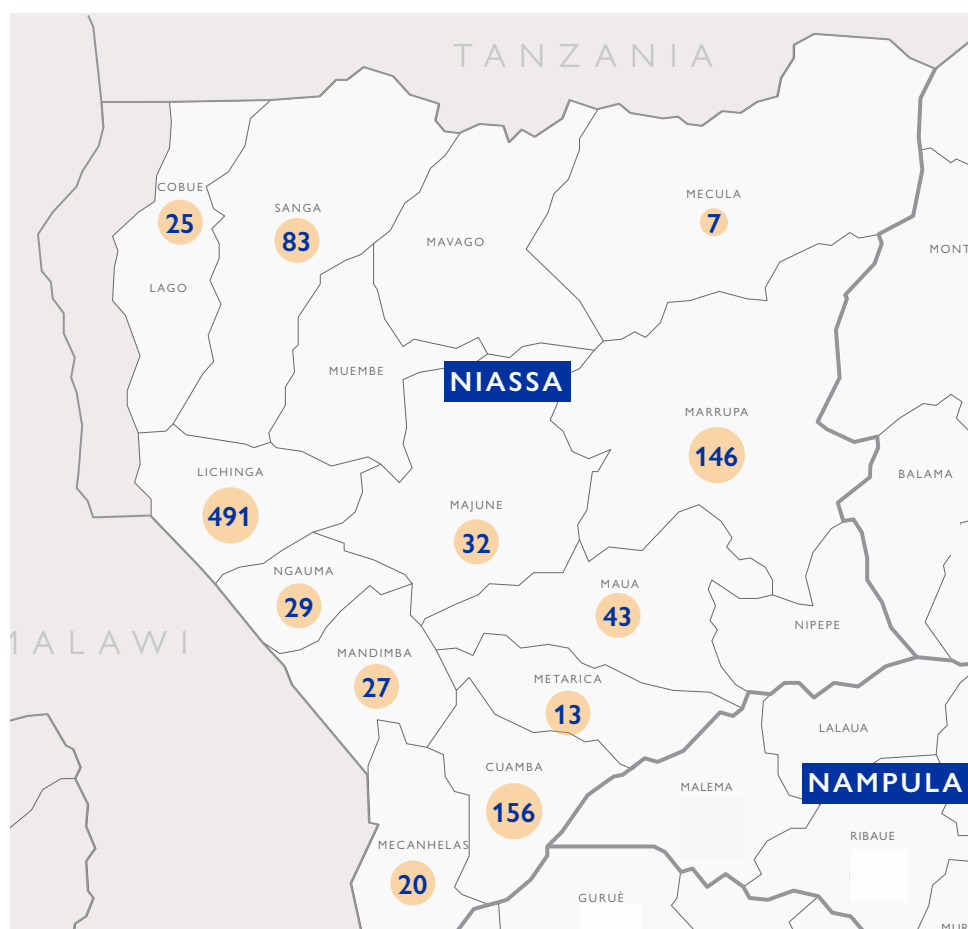 TANZANIA
COBUE
25
SANGA
83
MECULA
7
MAVAGO
MONT
LAGO
MUEMBE
NIASSA
MARRUPA
146
LICHINGA
491
BALAMA
MAJUNE
32
NGAUMA
29
MAUA
43
NIPEPE
MALAWI
MANDIMBA
27
METARICA
13
LALAUA
CUAMBA
156
NAMPULA
MALEMA
RIBAUE
MECANHELAS
20
GURUÈ
MUR